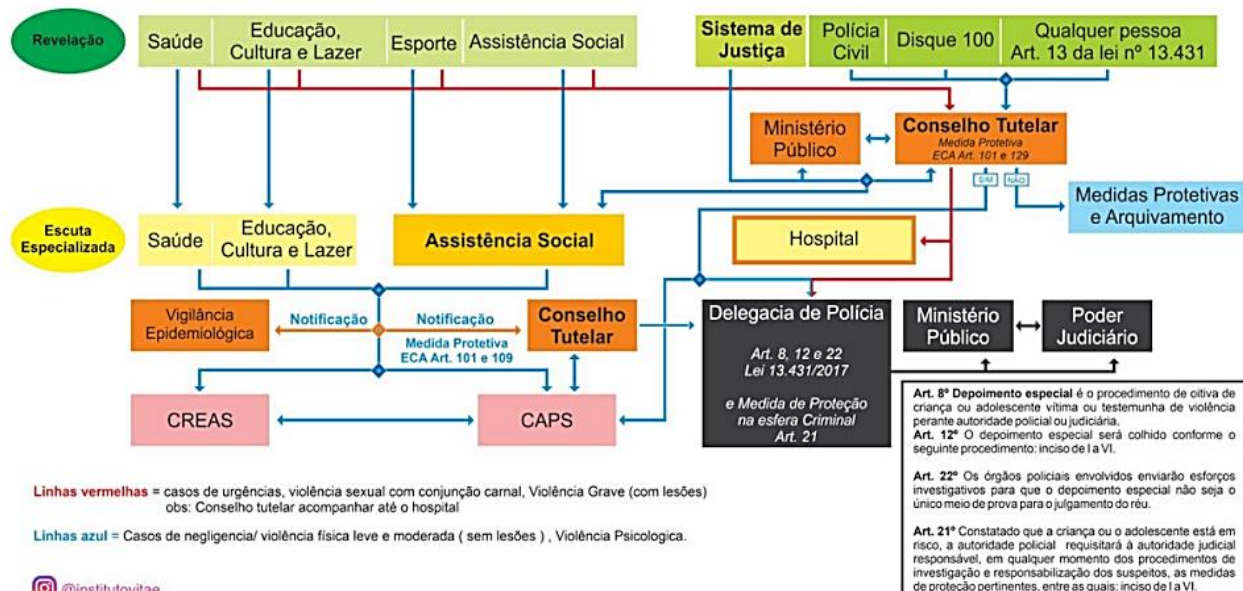 Revelação
Saúde
Educação,
Cultura e Lazer
Esporte
Assistência Social
Sistema de
Justiça
Polícia
Civil
Disque 100
Qualquer pessoa
Art. 13 da lei nº 13.431
Ministério
Público
Conselho Tutelar
Medida Protetiva
ECA Art. 101 e 129
SIM
NÃO
Medidas Protetivas
e Arquivamento
Escuta
Especializada
Saúde
Educação,
Cultura e Lazer
Assistência Social
Hospital
Vigilância
Epidemiológica
Notificação
Notificação
Medida Protetiva
ECA Art. 101 e 109
Conselho
Tutelar
Delegacia de Polícia
Art. 8, 12 e 22
Lei 13.431/2017
e Medida de Proteção
na esfera Criminal
Art. 21
Ministério
Público
Poder
Judiciário
CREAS
CAPS
Art. 8º Depoimento especial é o procedimento de oitiva de
criança ou adolescente vítima ou testemunha de violência
perante autoridade policial ou judiciária.
Art. 12º O depoimento especial será colhido conforme o
seguinte procedimento: inciso de I a VI.
Art. 22º Os órgãos policiais envolvidos enviarão esforços
investigativos para que o depoimento especial não seja o
único meio de prova para o julgamento do réu.
Art. 21º Constatado que a criança ou o adolescente está em
risco, a autoridade policial requisitará à autoridade judicial
responsável, em qualquer momento dos procedimentos de
investigação e responsabilização dos suspeitos, as medidas
de proteção pertinentes, entre as quais: inciso de I a VI.
Linhas vermelhas = casos de urgências, violência sexual com conjunção carnal, Violência Grave (com lesões)
obs: Conselho tutelar acompanhar até o hospital
Linhas azul = Casos de negligencia/ violência física leve e moderada ( sem lesões ) , Violência Psicologica.
@institutovitae